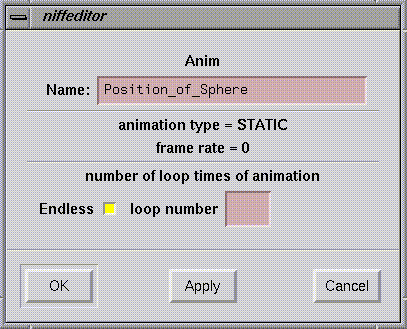 niffeditor
Anim
Name: Position_of_Sphere
animation type = STATIC
frame rate = 0
number of loop times of animation
Endless loop number
OK Apply Cancel